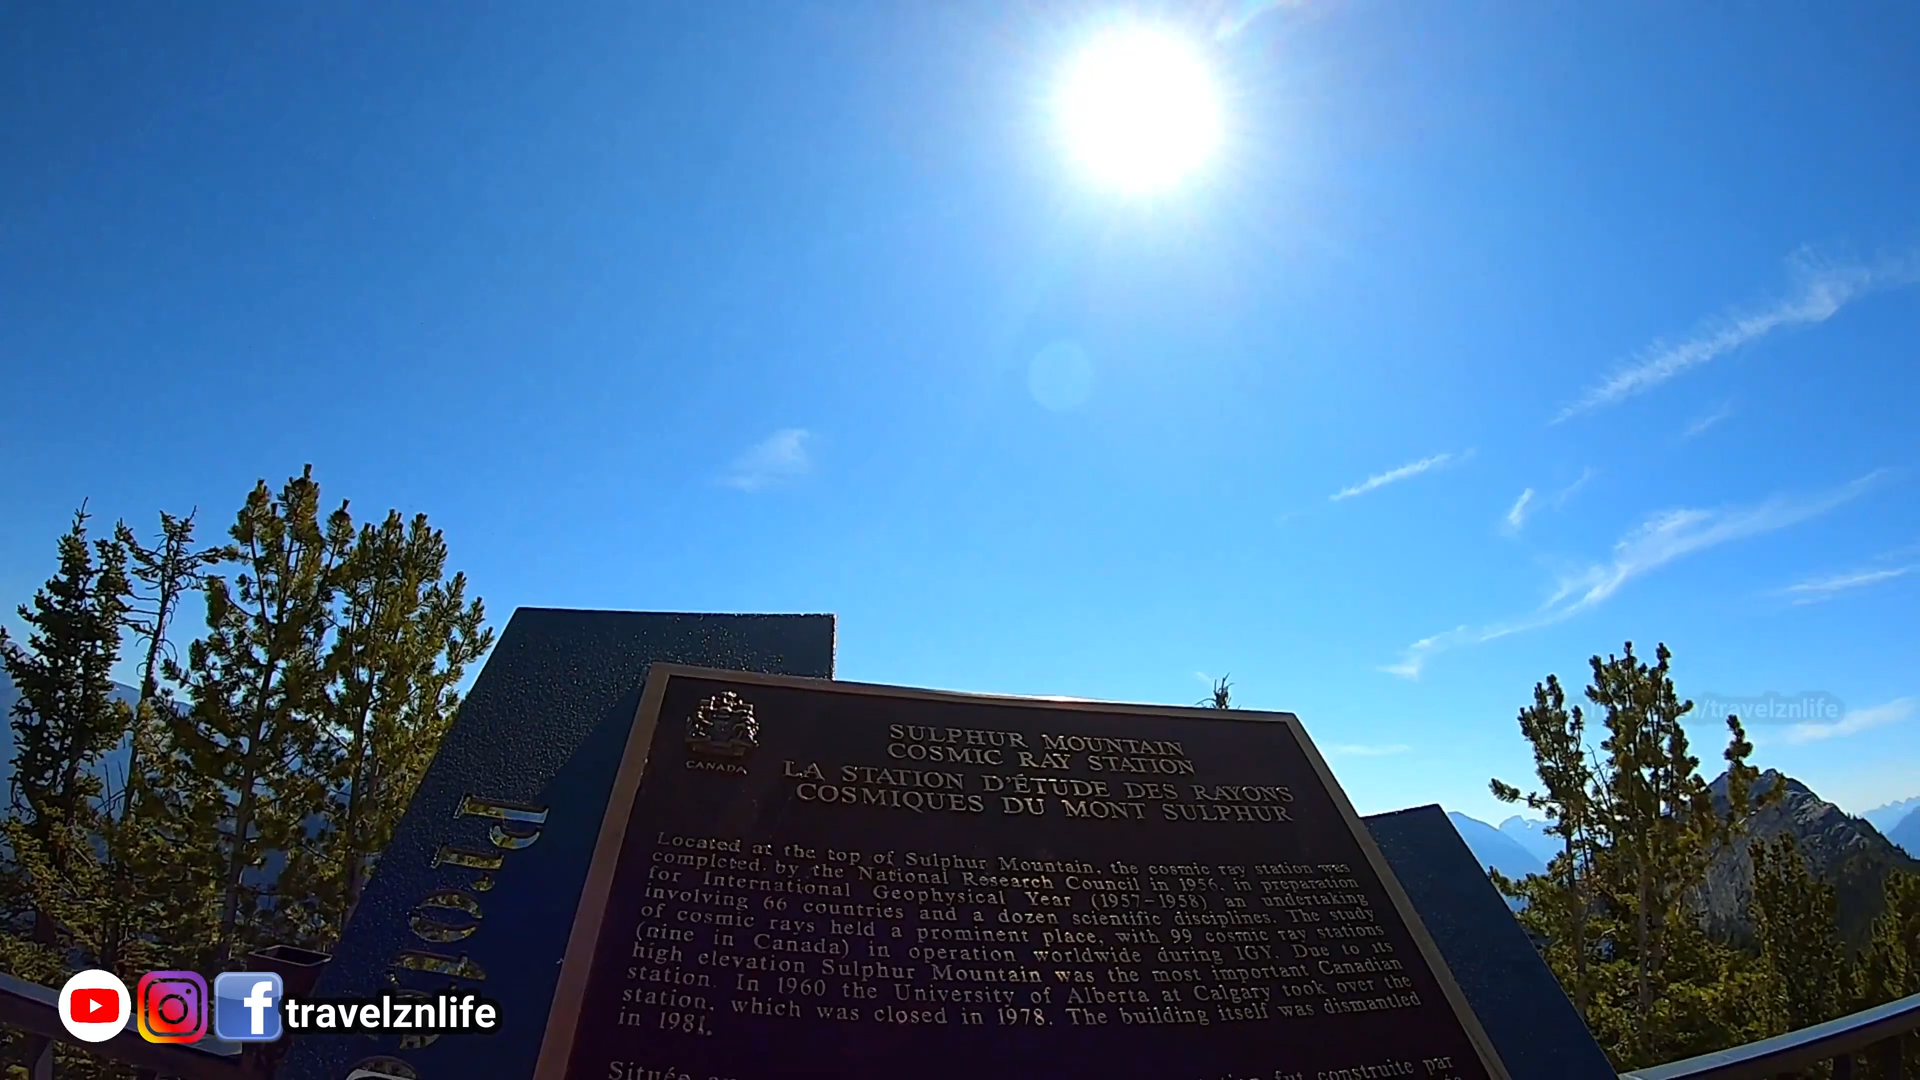 SULPHUR MOUNTAIN
COSMIC RAY STATION
LA STATION D'ÉTUDE DES RAYONS
COSMIQUES DU MONT SULPHUR
CANADA
Located at the top of Sulphur Mountain, the cosmic ray station was
completed by the National Research Council in 1956, in preparation
for International Geophysical Year (1957-1958) an undertaking
involving 66 countries and a dozen scientific disciplines. The study
of cosmic rays held a prominent place, with 99 cosmic ray stations
(nine in Canada) in operation worldwide during IGY. Due to its
high elevation Sulphur Mountain was the most important Canadian
station. In 1960 the University of Alberta at Calgary took over the
station, which was closed in 1978. The building itself was dismantled
in 1981.
Située
fut construite par
/travelznlife
travelznlife